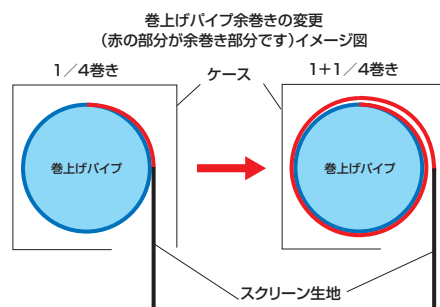 巻上げパイプ余巻きの変更
(赤の部分が余巻き部分です)イメージ図
1/4巻き
ケース
1+1/4巻き
巻上げパイプ
巻上げパイプ
スクリーン生地